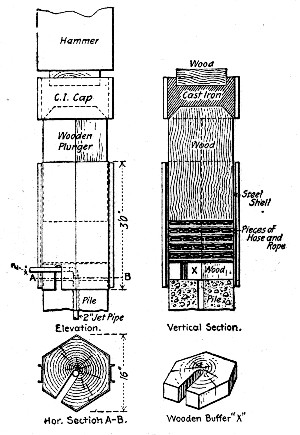 Hammer
C.I. Cap
Wooden
Plunger
30"
A
B
Pile
2" Jet Pipe
Elevation.
16"
Hor. Section A-B.
Wood
Cast Iron
Wood
Steel
Shell
Pieces of
Hose and
Rope
X
Wood
Pile
Vertical Section.
Wooden Buffer "X"